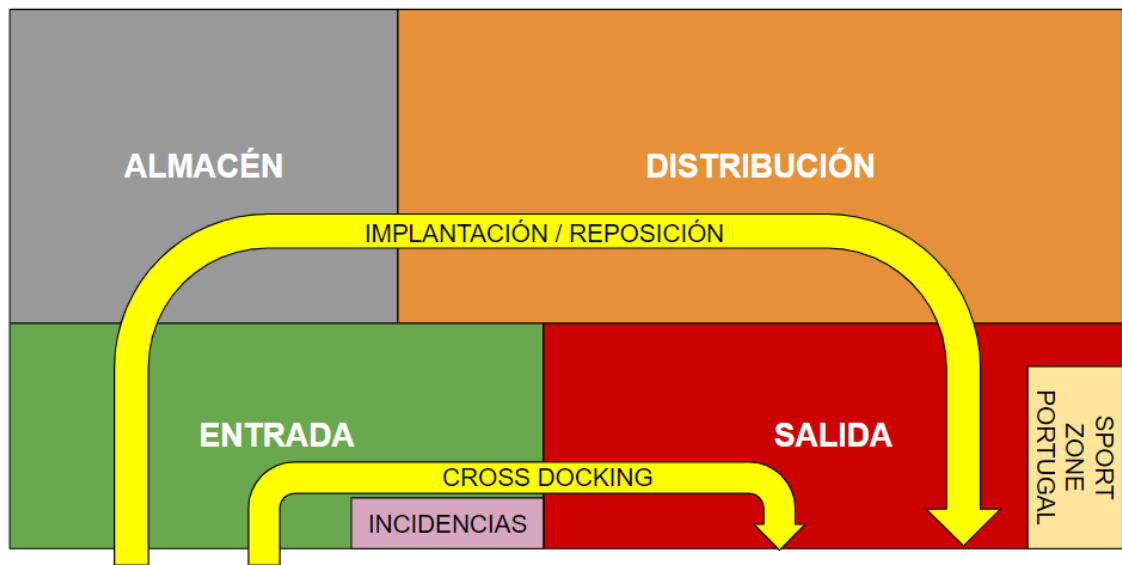 ALMACÉN
DISTRIBUCIÓN
IMPLANTACIÓN / REPOSICIÓN
ENTRADA
SALIDA
SPORT
ZONE
PORTUGAL
CROSS DOCKING
INCIDENCIAS